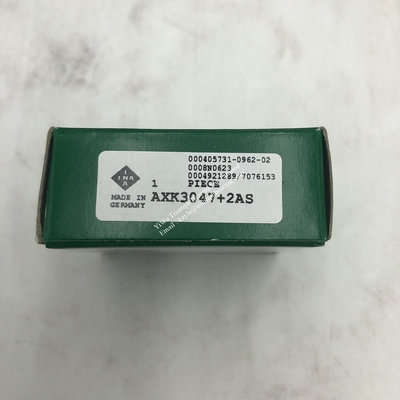 000405731-0962-02
0008N0623
0004921289/7076153
INA
1 PIECE
MADE IN GERMANY
AXK3047+2AS